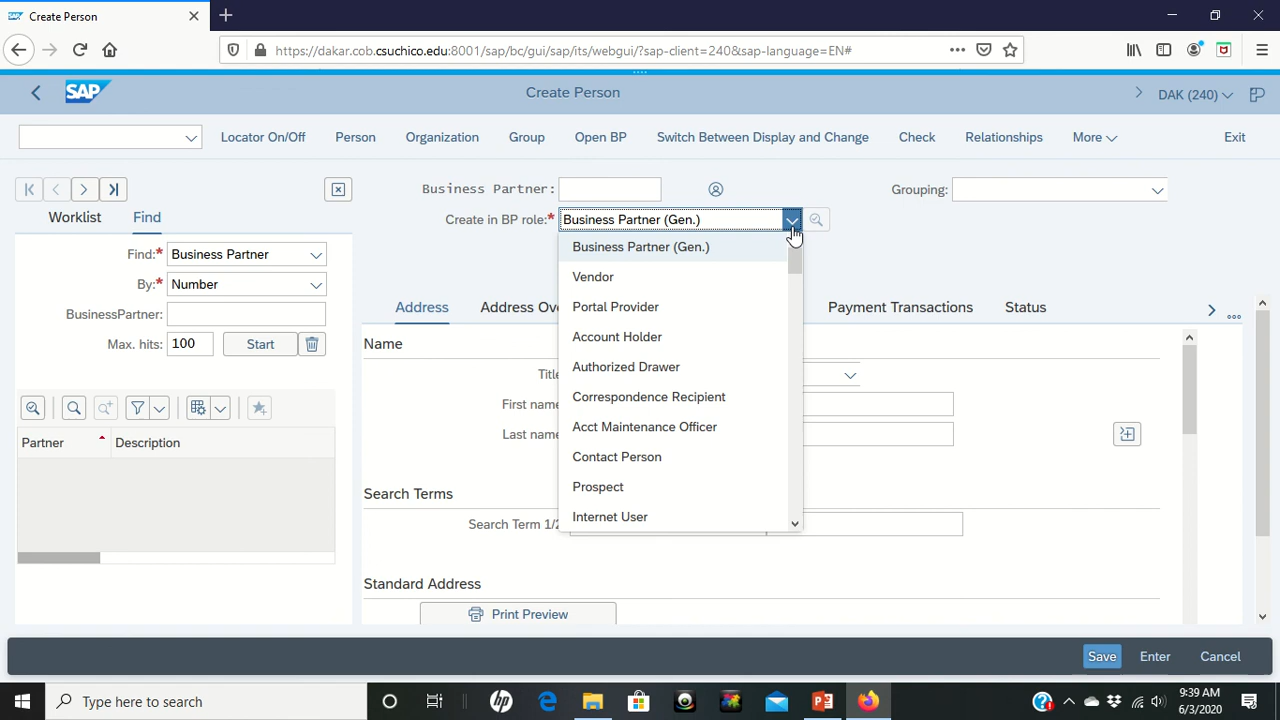 Create Person
https://dakar.cob.csuchico.edu:8001/sap/bc/gui/sap/its/webgui/?sap-client=240&sap-language=EN#
SAP
Create Person
DAK (240)
Locator On/Off Person Organization Group Open BP Switch Between Display and Change Check Relationships More Exit
Business Partner:
Grouping:
Create in BP role:* Business Partner (Gen.)
Worklist Find
Find:* Business Partner
By:* Number
BusinessPartner:
Max. hits: 100 Start
Partner Description
Business Partner (Gen.)
Vendor
Portal Provider
Account Holder
Authorized Drawer
Correspondence Recipient
Acct Maintenance Officer
Contact Person
Prospect
Internet User
Address Address Ov Payment Transactions Status
Name
Title
First name
Last name
Search Terms
Search Term 1/2
Standard Address
Print Preview
Save Enter Cancel
Type here to search
9:39 AM
6/3/2020